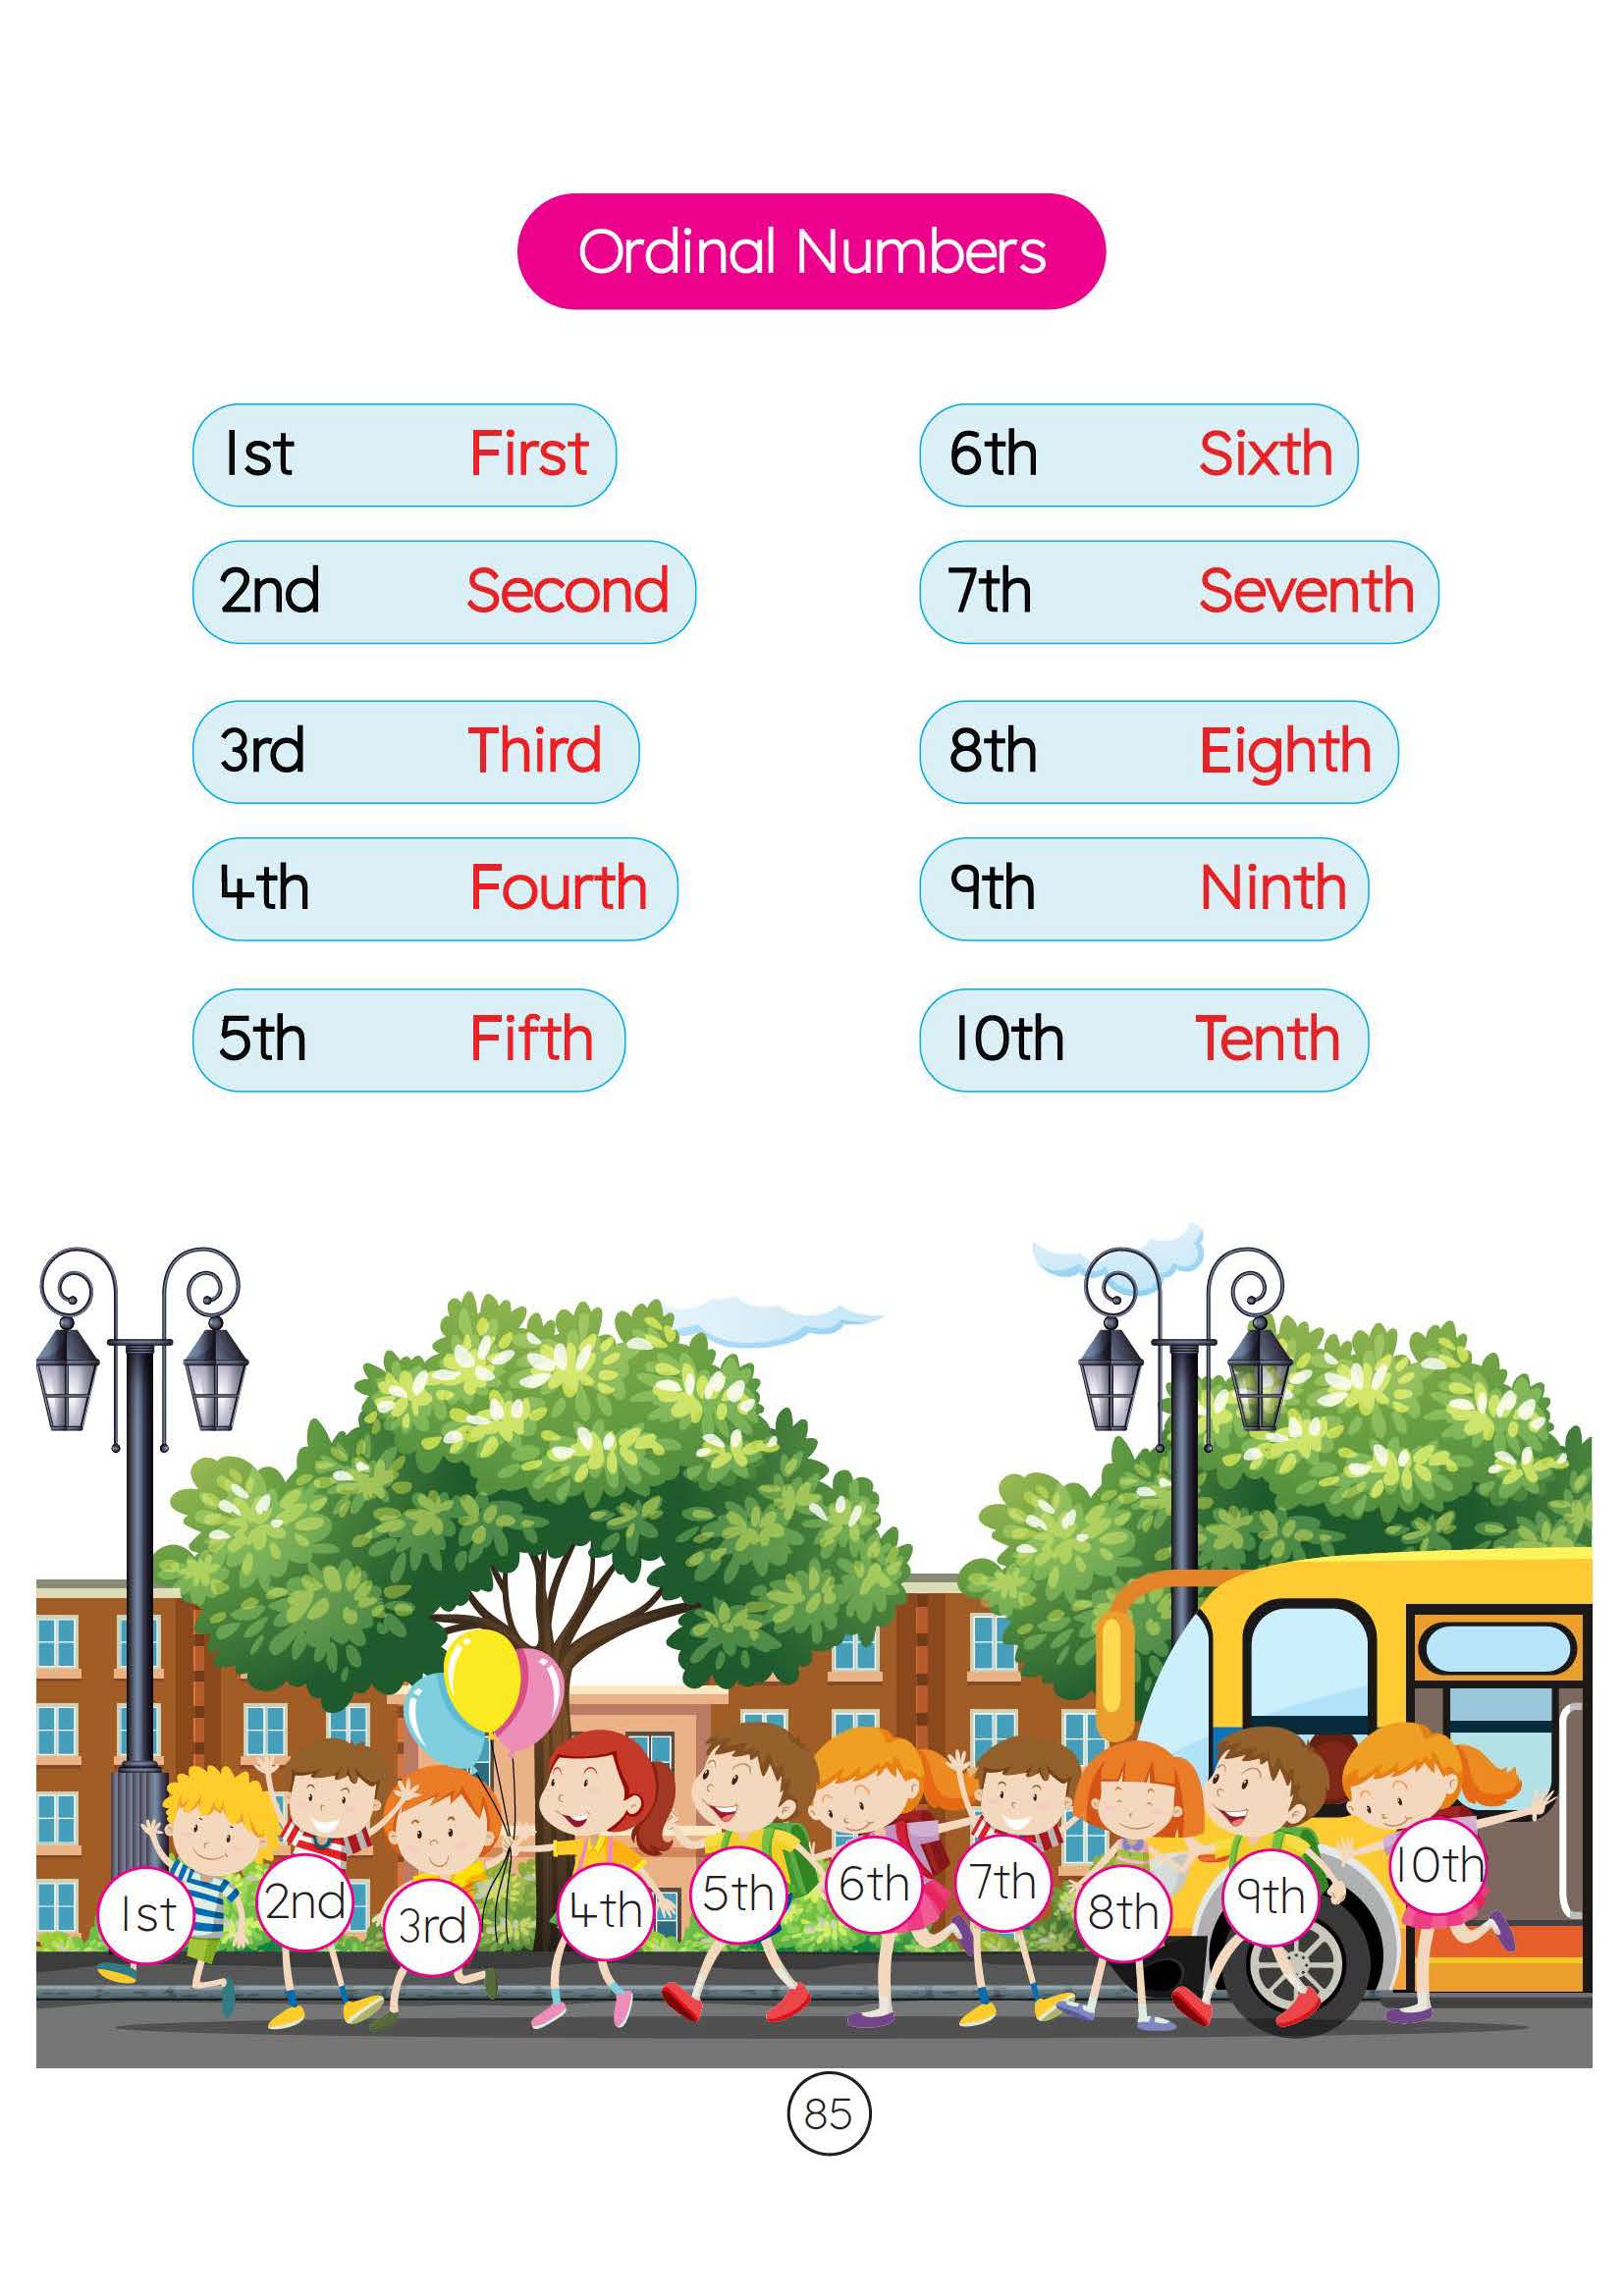 Ordinal Numbers
1st First
2nd Second
3rd Third
4th Fourth
5th Fifth
6th Sixth
7th Seventh
8th Eighth
9th Ninth
10th Tenth
1st 2nd 3rd 4th 5th 6th 7th 8th 9th 10th
85